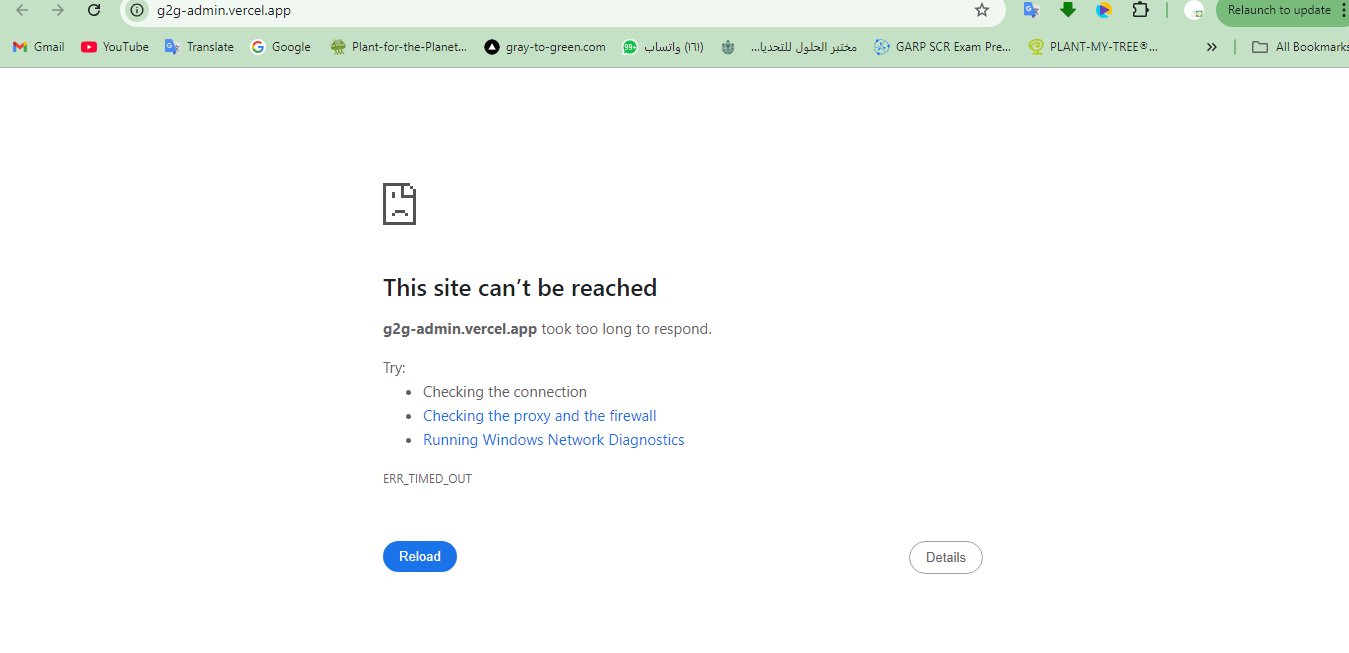 g2g-admin.vercel.app
Relaunch to update
Gmail YouTube Translate Google Plant-for-the-Planet... gray-to-green.com 99+ (١٦١) واتساب مختبر الحلول للتحديا... GARP SCR Exam Pre... PLANT-MY-TREE®... » All Bookmarks
This site can’t be reached
g2g-admin.vercel.app took too long to respond.
Try:
• Checking the connection
• Checking the proxy and the firewall
• Running Windows Network Diagnostics
ERR_TIMED_OUT
Reload
Details